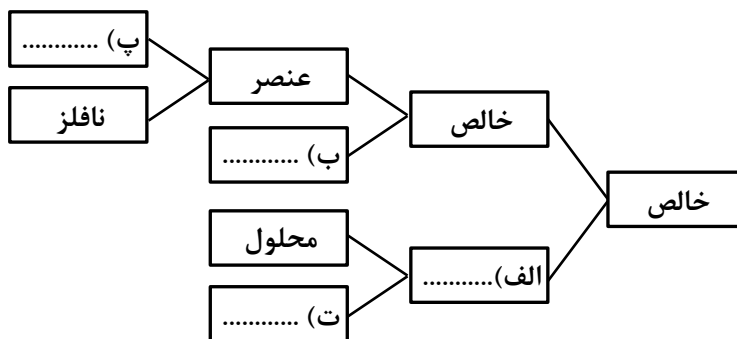 پ) ............
عنصر
نافلز
خالص
ب) ............
خالص
محلول
الف)...........
ت) ............